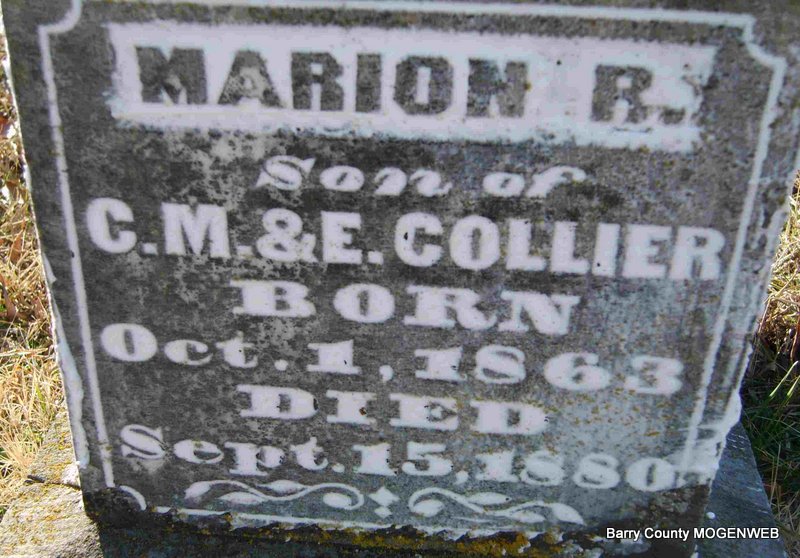 MARION R.
Son of
C.M. & E. COLLIER
BORN
Oct. 1, 1863
DIED
Sept. 15, 1880
Barry County MOGENWEB